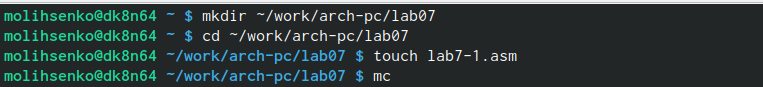 molihsenko@dk8n64 ~ $ mkdir ~/work/arch-pc/lab07
molihsenko@dk8n64 ~ $ cd ~/work/arch-pc/lab07
molihsenko@dk8n64 ~/work/arch-pc/lab07 $ touch lab7-1.asm
molihsenko@dk8n64 ~/work/arch-pc/lab07 $ mc